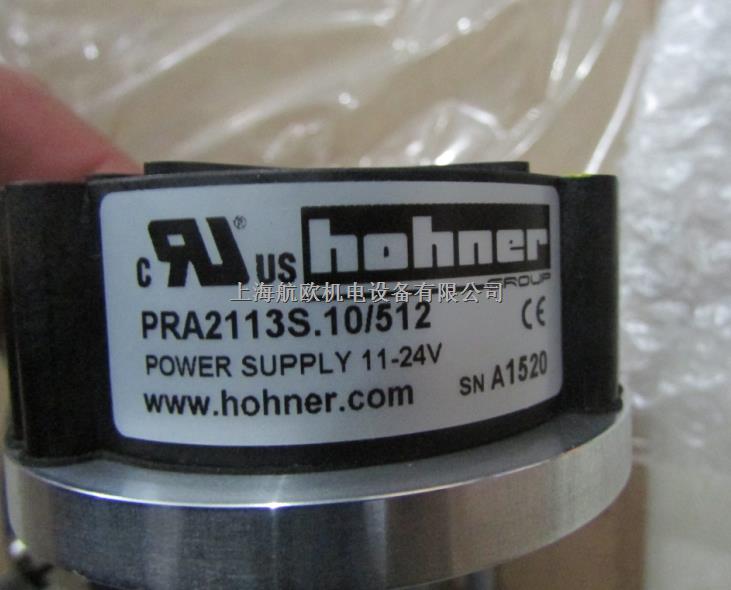 c RU ® US hohner
GROUP
上海航欧机电设备有限公司
PRA2113S.10/512 CE
POWER SUPPLY 11-24V
SN A1520
www.hohner.com